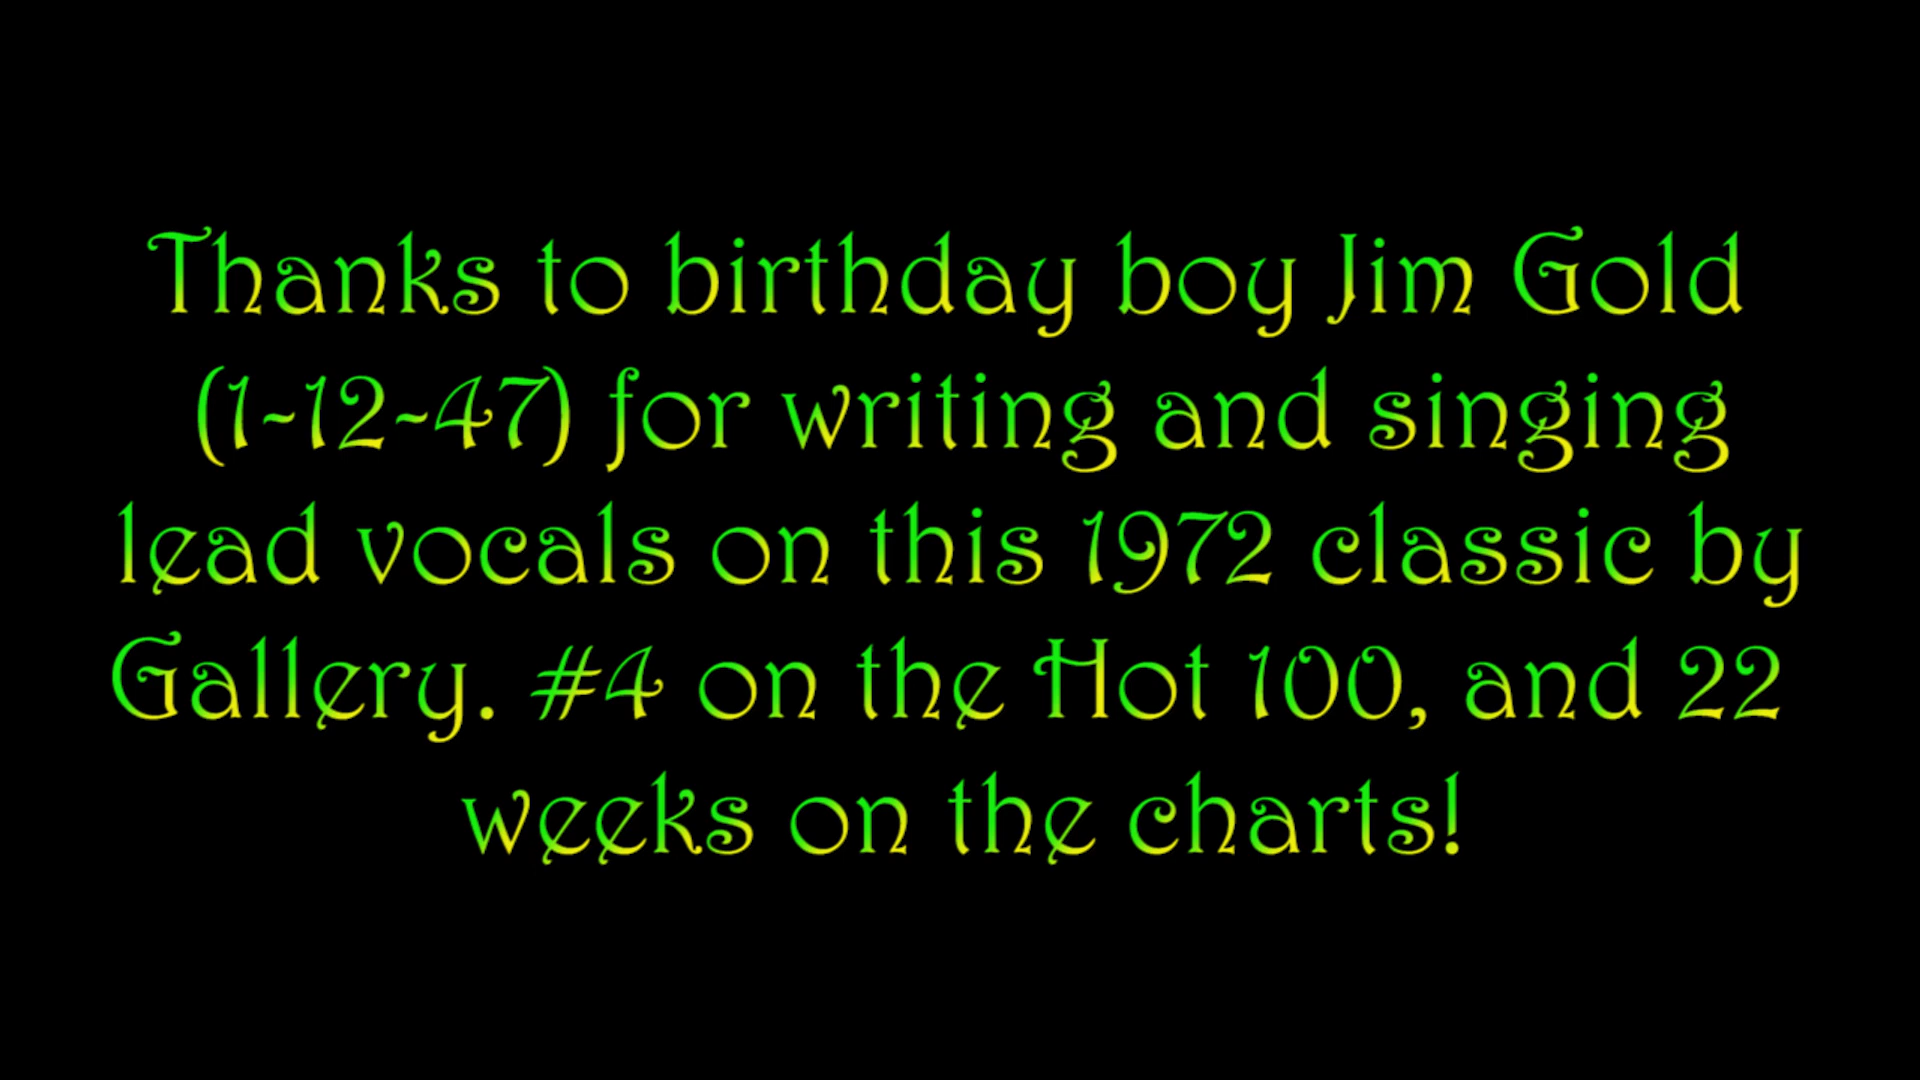 Thanks to birthday boy Jim Gold
(1-12-47) for writing and singing
lead vocals on this 1972 classic by
Gallery. #4 on the Hot 100, and 22
weeks on the charts!